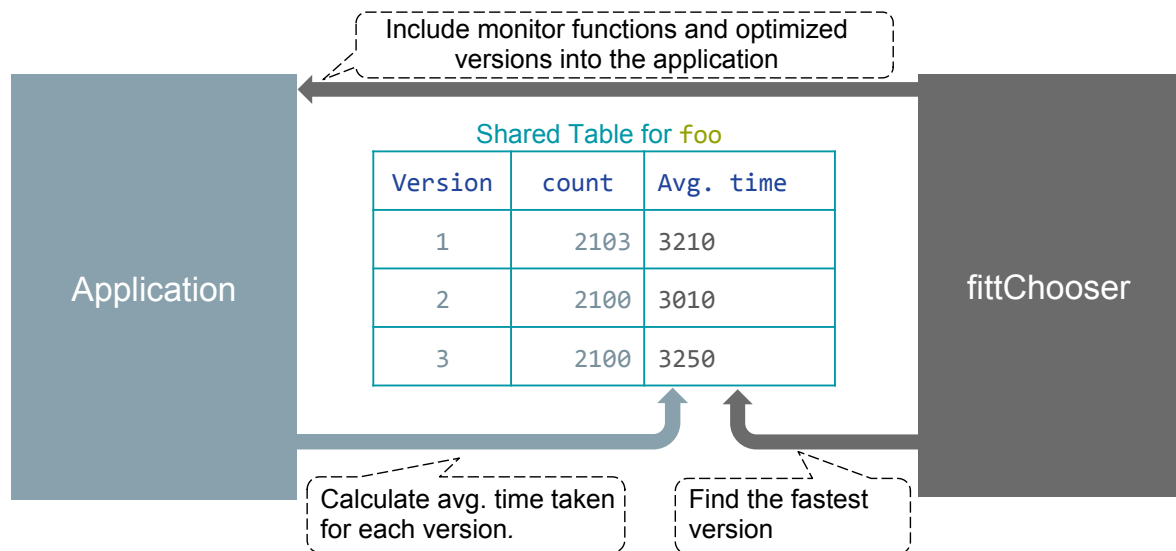 Include monitor functions and optimized
versions into the application
Shared Table for foo
Version count Avg. time
1 2103 3210
2 2100 3010
3 2100 3250
Application
fittChooser
Calculate avg. time taken
for each version.
Find the fastest
version